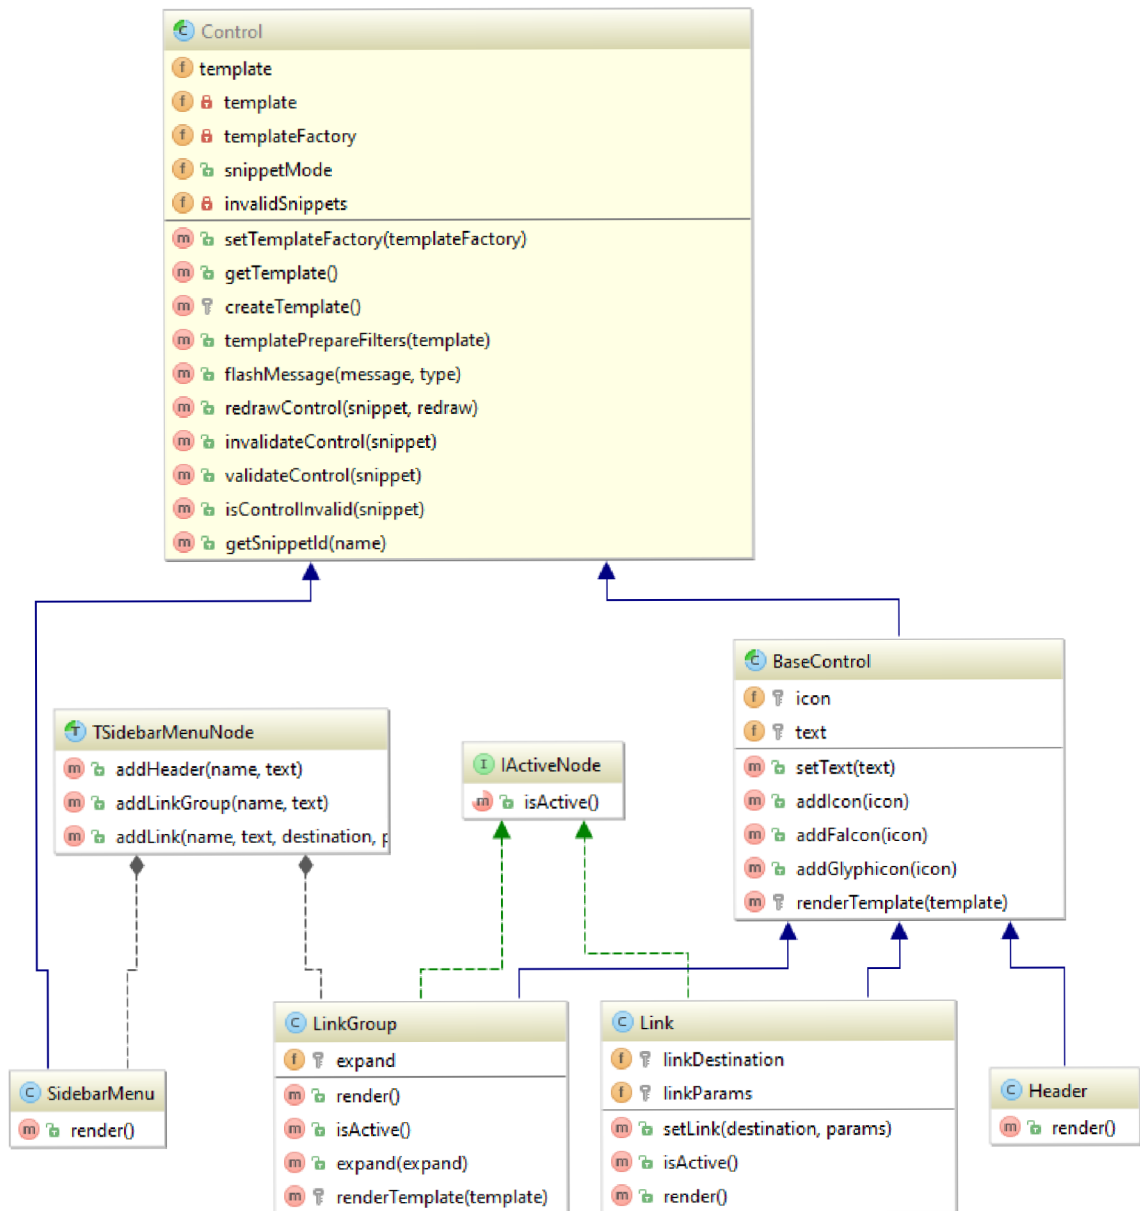 Control
template
template
templateFactory
snippetMode
invalidSnippets
setTemplateFactory(templateFactory)
getTemplate()
createTemplate()
templatePrepareFilters(template)
flashMessage(message, type)
redrawControl(snippet, redraw)
invalidateControl(snippet)
validateControl(snippet)
isControlInvalid(snippet)
getSnippetId(name)
BaseControl
icon
text
setText(text)
addIcon(icon)
addFaIcon(icon)
addGlyphicon(icon)
renderTemplate(template)
TSidebarMenuNode
addHeader(name, text)
addLinkGroup(name, text)
addLink(name, text, destination, p
IActiveNode
isActive()
LinkGroup
expand
render()
isActive()
expand(expand)
renderTemplate(template)
Link
linkDestination
linkParams
setLink(destination, params)
isActive()
render()
SidebarMenu
render()
Header
render()